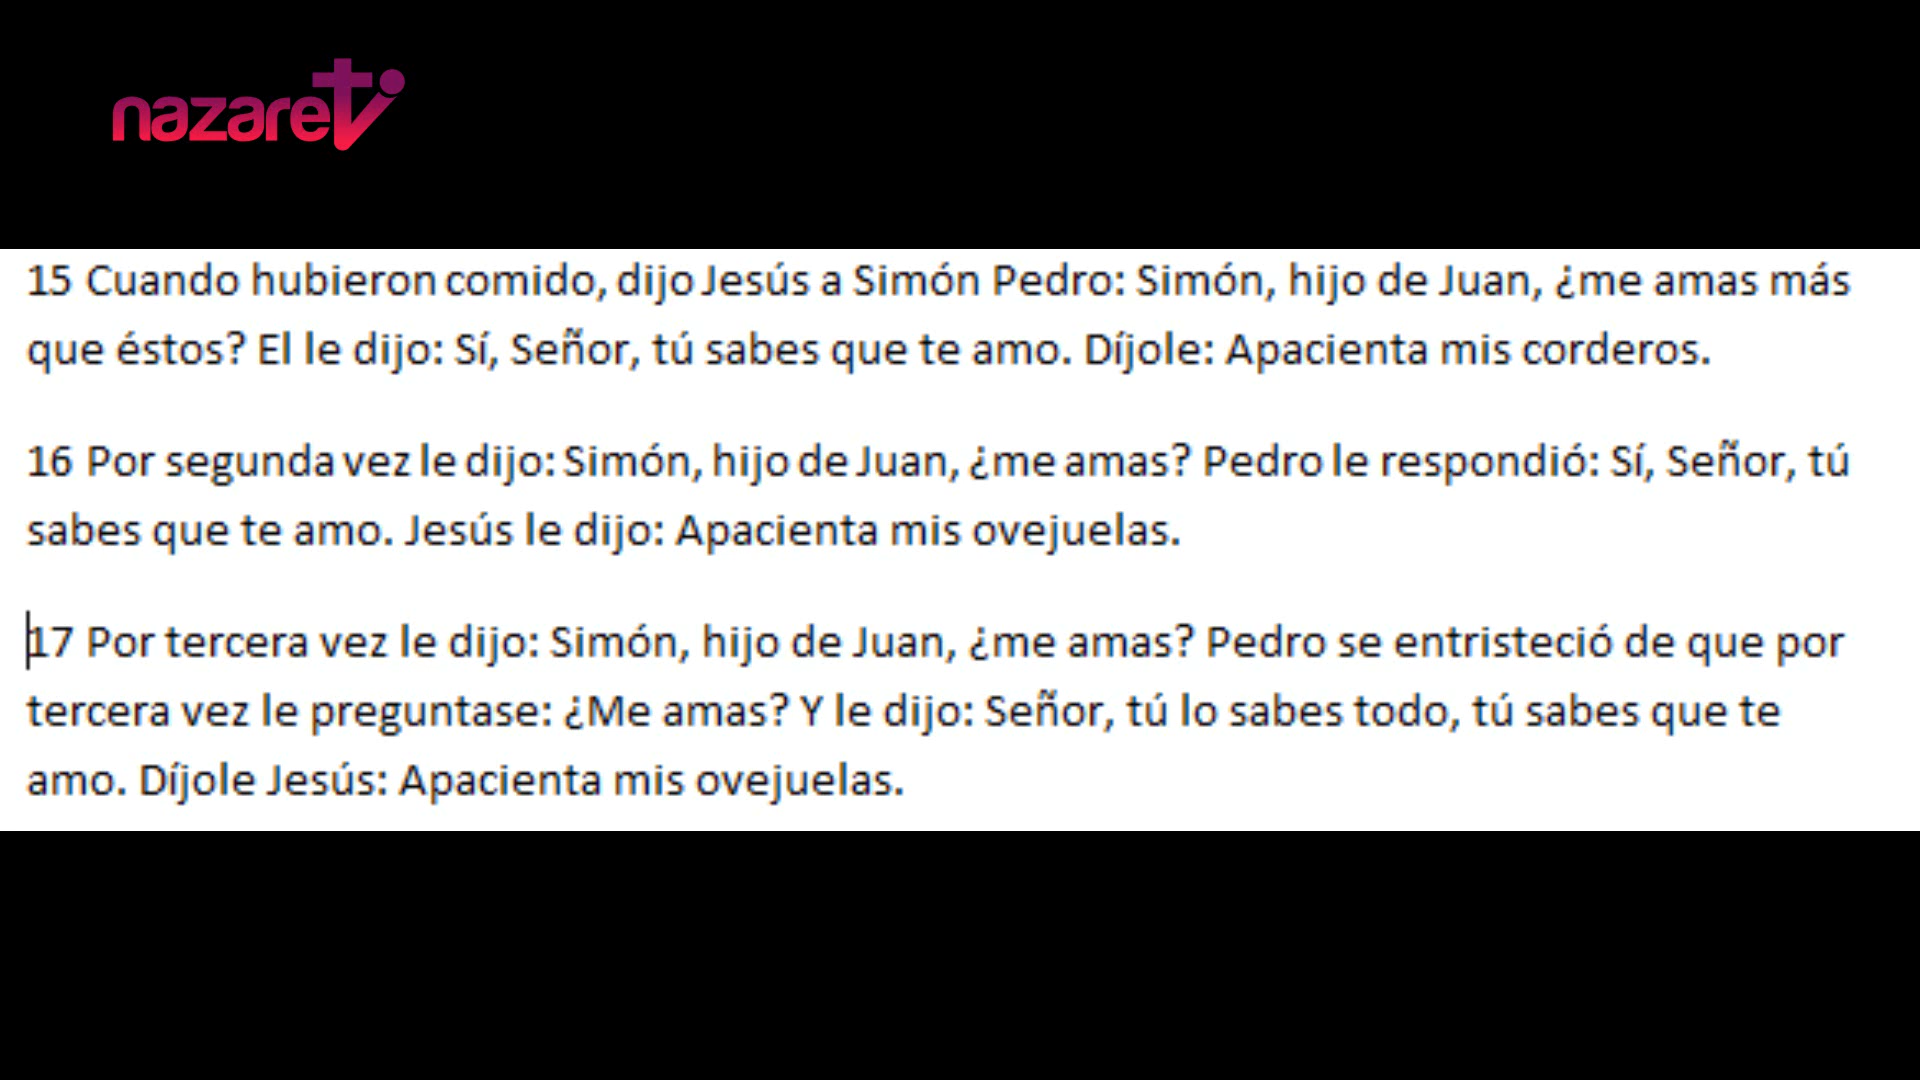 nazaret
15 Cuando hubieron comido, dijo Jesús a Simón Pedro: Simón, hijo de Juan, ¿me amas más
que éstos? El le dijo: Sí, Señor, tú sabes que te amo. Díjole: Apacienta mis corderos.
16 Por segunda vez le dijo: Simón, hijo de Juan, ¿me amas? Pedro le respondió: Sí, Señor, tú
sabes que te amo. Jesús le dijo: Apacienta mis ovejuelas.
17 Por tercera vez le dijo: Simón, hijo de Juan, ¿me amas? Pedro se entristeció de que por
tercera vez le preguntase: ¿Me amas? Y le dijo: Señor, tú lo sabes todo, tú sabes que te
amo. Díjole Jesús: Apacienta mis ovejuelas.